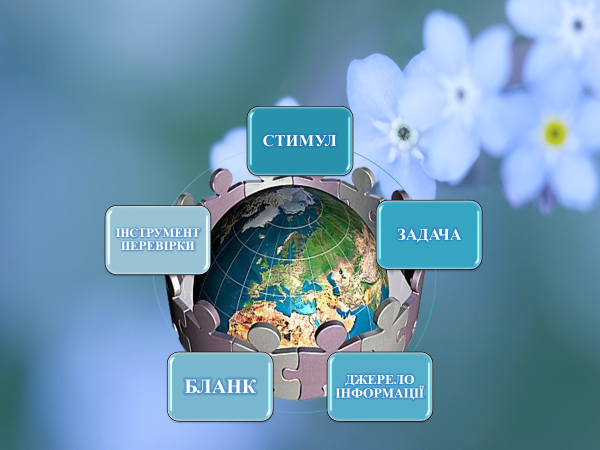 СТИМУЛ
ІНСТРУМЕНТ
ПЕРЕВІРКИ
ЗАДАЧА
БЛАНК
ДЖЕРЕЛО
ІНФОРМАЦІЇ